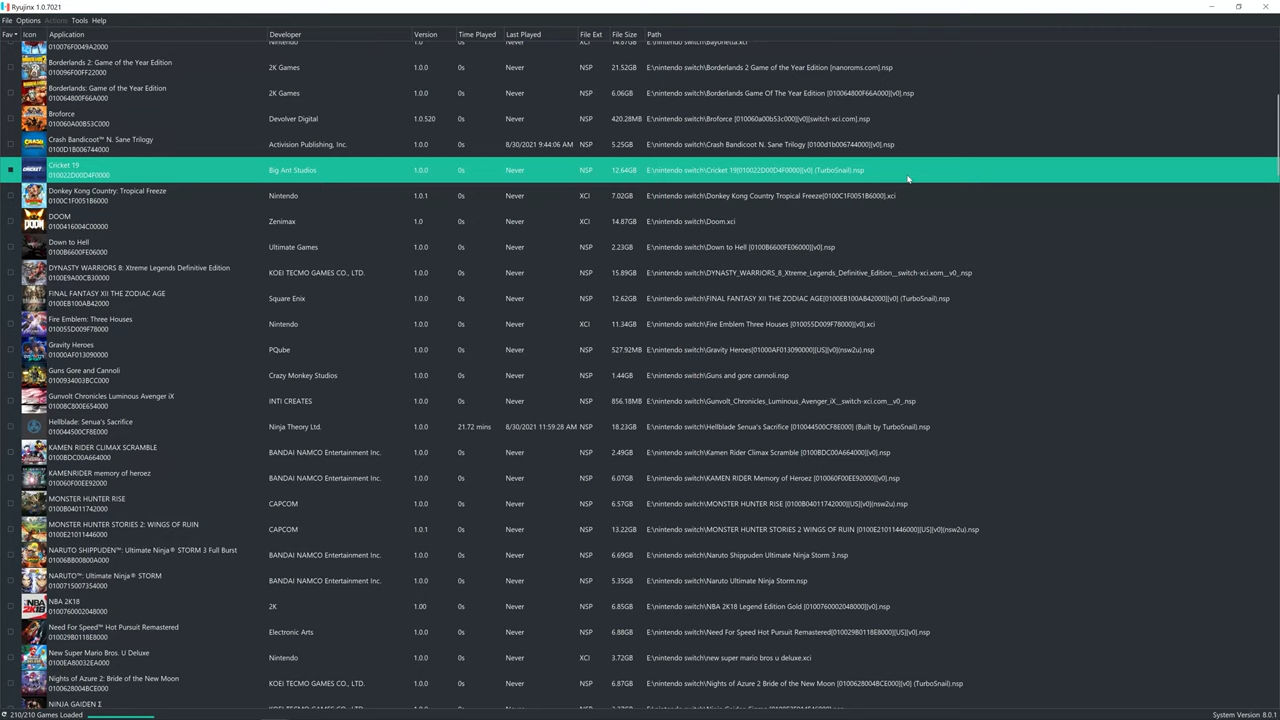 Ryujinx 1.0.7021
File Options Actions Tools Help
Fav Icon Application Developer Version Time Played Last Played File Ext File Size Path
Nintendo 1.0 0s Never XCI 14.87GB E:\nintendo switch\Bayonetta.xci
010076F0049A2000
Borderlands 2: Game of the Year Edition
010096F00FF22000 2K Games 1.0.0 0s Never NSP 21.52GB E:\nintendo switch\Borderlands 2 Game of the Year Edition [nanoroms.com].nsp
Borderlands: Game of the Year Edition
010064800F66A000 2K Games 1.0.0 0s Never NSP 6.06GB E:\nintendo switch\Borderlands Game Of The Year Edition [010064800F66A000][v0].nsp
Broforce
010060A00B53C000 Devolver Digital 1.0.520 0s Never NSP 420.28MB E:\nintendo switch\Broforce [010060a00b53c000][v0][switch-xci.com].nsp
Crash Bandicoot™ N. Sane Trilogy
0100D1B006744000 Activision Publishing, Inc. 1.0.0 0s 8/30/2021 9:44:06 AM NSP 5.25GB E:\nintendo switch\Crash Bandicoot N. Sane Trilogy [0100d1b006744000][v0].nsp
Cricket 19
010022D00D4F0000 Big Ant Studios 1.0.0 0s Never NSP 12.64GB E:\nintendo switch\Cricket 19[010022D00D4F0000][v0] (TurboSnail).nsp
Donkey Kong Country: Tropical Freeze
0100C1F0051B6000 Nintendo 1.0.1 0s Never XCI 7.02GB E:\nintendo switch\Donkey Kong Country Tropical Freeze[0100C1F0051B6000].xci
DOOM
0100416004C00000 Zenimax 1.0 0s Never XCI 14.87GB E:\nintendo switch\Doom.xci
Down to Hell
0100B6600FE06000 Ultimate Games 1.0.0 0s Never NSP 2.23GB E:\nintendo switch\Down to Hell [0100B6600FE06000][v0].nsp
DYNASTY WARRIORS 8: Xtreme Legends Definitive Edition
0100E9A00CB30000 KOEI TECMO GAMES CO., LTD. 1.0.0 0s Never NSP 15.89GB E:\nintendo switch\DYNASTY_WARRIORS_8_Xtreme_Legends_Definitive_Edition__switch-xci.xom__v0_.nsp
FINAL FANTASY XII THE ZODIAC AGE
0100EB100AB42000 Square Enix 1.0.0 0s Never NSP 12.62GB E:\nintendo switch\FINAL FANTASY XII THE ZODIAC AGE[0100EB100AB42000][v0] (TurboSnail).nsp
Fire Emblem: Three Houses
010055D009F78000 Nintendo 1.0.0 0s Never XCI 11.34GB E:\nintendo switch\Fire Emblem Three Houses [010055D009F78000][v0].xci
Gravity Heroes
01000AF013090000 PQube 1.0.0 0s Never NSP 527.92MB E:\nintendo switch\Gravity Heroes[01000AF013090000][US][v0](nsw2u).nsp
Guns Gore and Cannoli
0100934003BCC000 Crazy Monkey Studios 1.0.0 0s Never NSP 1.44GB E:\nintendo switch\Guns and gore cannoli.nsp
Gunvolt Chronicles Luminous Avenger iX
01008C800E654000 INTI CREATES 1.0.0 0s Never NSP 856.18MB E:\nintendo switch\Gunvolt_Chronicles_Luminous_Avenger_iX__switch-xci.com__v0_.nsp
Hellblade: Senua's Sacrifice
010044500CF8E000 Ninja Theory Ltd. 1.0.0 21.72 mins 8/30/2021 11:59:28 AM NSP 18.23GB E:\nintendo switch\Hellblade Senua's Sacrifice [010044500CF8E000] (Built by TurboSnail).nsp
KAMEN RIDER CLIMAX SCRAMBLE
0100BDC00A664000 BANDAI NAMCO Entertainment Inc. 1.0.0 0s Never NSP 2.49GB E:\nintendo switch\Kamen Rider Climax Scramble [0100BDC00A664000][v0].nsp
KAMENRIDER memory of heroez
010060F00EE92000 BANDAI NAMCO Entertainment Inc. 1.0.0 0s Never NSP 6.07GB E:\nintendo switch\KAMEN RIDER Memory of Heroez [010060F00EE92000][v0].nsp
MONSTER HUNTER RISE
0100B04011742000 CAPCOM 1.0.0 0s Never NSP 6.57GB E:\nintendo switch\MONSTER HUNTER RISE [0100B04011742000][US][v0](nsw2u).nsp
MONSTER HUNTER STORIES 2: WINGS OF RUIN
0100E21011446000 CAPCOM 1.0.1 0s Never NSP 13.22GB E:\nintendo switch\MONSTER HUNTER STORIES 2 WINGS OF RUIN [0100E21011446000][US][v0](nsw2u).nsp
NARUTO SHIPPUDEN™: Ultimate Ninja® STORM 3 Full Burst
01006BB00800A000 BANDAI NAMCO Entertainment Inc. 1.0.0 0s Never NSP 6.69GB E:\nintendo switch\Naruto Shippuden Ultimate Ninja Storm 3.nsp
NARUTO™: Ultimate Ninja® STORM
0100715007354000 BANDAI NAMCO Entertainment Inc. 1.0.0 0s Never NSP 5.35GB E:\nintendo switch\Naruto Ultimate Ninja Storm.nsp
NBA 2K18
0100760002048000 2K 1.00 0s Never NSP 6.85GB E:\nintendo switch\NBA 2K18 Legend Edition Gold [0100760002048000][v0].nsp
Need For Speed™ Hot Pursuit Remastered
010029B0118E8000 Electronic Arts 1.0.0 0s Never NSP 6.88GB E:\nintendo switch\Need For Speed Hot Pursuit Remastered[010029B0118E8000][US][v0].nsp
New Super Mario Bros. U Deluxe
0100EA80032EA000 Nintendo 1.0.0 0s Never XCI 3.72GB E:\nintendo switch\new super mario bros u deluxe.xci
Nights of Azure 2: Bride of the New Moon
0100628004BCE000 KOEI TECMO GAMES CO., LTD. 1.0.0 0s Never NSP 6.87GB E:\nintendo switch\Nights of Azure 2 Bride of the New Moon [0100628004BCE000][v0] (TurboSnail).nsp
NINJA GAIDEN Σ
210/210 Games Loaded System Version 8.0.1